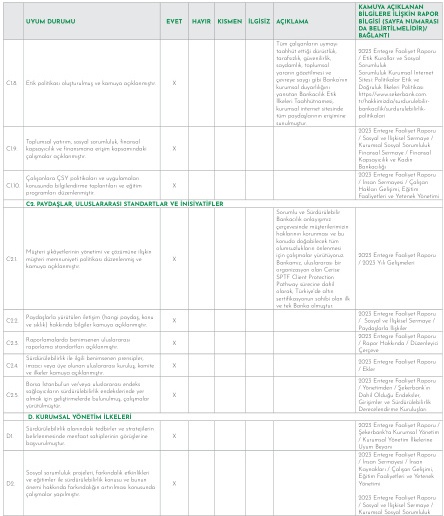 UYUM DURUMU
EVET
HAYIR
KISMEN
İLGİSİZ
AÇIKLAMA
KAMUYA AÇIKLANAN
BİLGİLERE İLİŞKİN RAPOR
BİLGİSİ (SAYFA NUMARASI
DA BELİRTİLMELİDİR)/
BAĞLANTI
C1.8.
Etik politikası oluşturulmuş ve kamuya açıklanmıştır.
X
Tüm çalışanların uymayı
taahhüt ettiği dürüstlük,
tarafsızlık, güvenilirlik,
saydamlık, toplumsal
yararın gözetilmesi ve
çevreye saygı gibi Banka'nın
kurumsal duyarlılığını
yansıtan Bankacılık Etik
İlkeleri Taahhütnamesi,
kurumsal internet sitesinde
tüm paydaşlarının erişimine
sunulmuştur.
2023 Entegre Faaliyet Raporu
/ Etik Kurallar ve Sosyal
Sorumluluk
Sorumluluk Kurumsal İnternet
Sitesi Politikalar Etik ve
Doğruluk İlkeleri Politikası
https://www.sekerbank.com.
tr/hakkimizda/surdurulebilir-
bankacilik/surdurulebilirlik-
politikalari
C1.9.
Toplumsal yatırım, sosyal sorumluluk, finansal
kapsayıcılık ve finansmana erişim kapsamındaki
çalışmalar açıklanmıştır.
X
2023 Entegre Faaliyet Raporu
/ Sosyal ve İlişkisel Sermaye /
Kurumsal Sosyal Sorumluluk
Finansal Sermaye / Finansal
Kapsayıcılık ve Kadın
Bankacılığı
C1.10.
Çalışanlara ÇSY politikaları ve uygulamaları
konusunda bilgilendirme toplantıları ve eğitim
programları düzenlenmiştir.
X
2023 Entegre Faaliyet Raporu
/ İnsan Sermayesi / Çalışan
Hakları Gelişimi, Eğitim
Faaliyetleri ve Yetenek Yönetimi
C2. PAYDAŞLAR, ULUSLARARASI STANDARTLAR VE İNİSİYATİFLER
C2.1.
Müşteri şikayetlerinin yönetimi ve çözümüne ilişkin
müşteri memnuniyeti politikası düzenlenmiş ve
kamuya açıklanmıştır.
X
Sorumlu ve Sürdürülebilir
Bankacılık anlayışımız
çerçevesinde müşterilerimizin
haklarının korunması ve bu
konuda doğabilecek tüm
olumsuzlukların önlenmesi
için çalışmalar yürütüyoruz.
Bankamız, uluslararası bir
organizasyon olan Cerise
SPTF Client Protection
Pathway sürecine dahil
olarak, Türkiye'de altın
sertifikasyonun sahibi olan ilk
ve tek Banka olmuştur.
2023 Entegre Faaliyet Raporu
/ 2023 Yılı Gelişmeleri
C2.2.
Paydaşlarla yürütülen iletişim (hangi paydaş, konu
ve sıklık) hakkında bilgiler kamuya açıklanmıştır.
X
2023 Entegre Faaliyet Raporu
/ Sosyal ve İlişkisel Sermaye /
Paydaşlarla İlişkiler
C2.3.
Raporlamalarda benimsenen uluslararası
raporlama standartları açıklanmıştır.
X
2023 Entegre Faaliyet Raporu
/ Rapor Hakkında / Düzenleyici
Çerçeve
C2.4.
Sürdürülebilirlik ile ilgili benimsenen prensipler,
imzacı veya üye olunan uluslararası kuruluş, komite
ve ilkeler kamuya açıklanmıştır.
X
2023 Entegre Faaliyet Raporu
/ Ekler
C2.5.
Borsa İstanbul'un ve/veya uluslararası endeks
sağlayıcıların sürdürülebilirlik endekslerinde yer
almak için geliştirmelerde bulunulmuş, çalışmalar
yürütülmüştür.
X
2023 Entegre Faaliyet Raporu
/ Yönetimden / Şekerbank'ın
Dahil Olduğu Endeksler,
Girişimler ve Sürdürülebilirlik
Derecelendirme Kuruluşları
D. KURUMSAL YÖNETİM İLKELERİ
D1.
Sürdürülebilirlik alanındaki tedbirler ve stratejilerin
belirlenmesinde menfaat sahiplerinin görüşlerine
başvurulmuştur.
X
2023 Entegre Faaliyet Raporu /
Şekerbank'ta Kurumsal Yönetim
/ Kurumsal Yönetim İlkelerine
Uyum Beyanı
D2.
Sosyal sorumluluk projeleri, farkındalık etkinlikleri
ve eğitimler ile sürdürülebilirlik konusu ve bunun
önemi hakkında farkındalığın artırılması konusunda
çalışmalar yapılmıştır.
X
2023 Entegre Faaliyet Raporu
/ İnsan Sermayesi / İnsan
Kaynakları / Çalışan Gelişimi,
Eğitim Faaliyetleri ve Yetenek
Yönetimi
2023 Entegre Faaliyet Raporu
/ Sosyal ve İlişkisel Sermaye /
Kurumsal Sosyal Sorumluluk